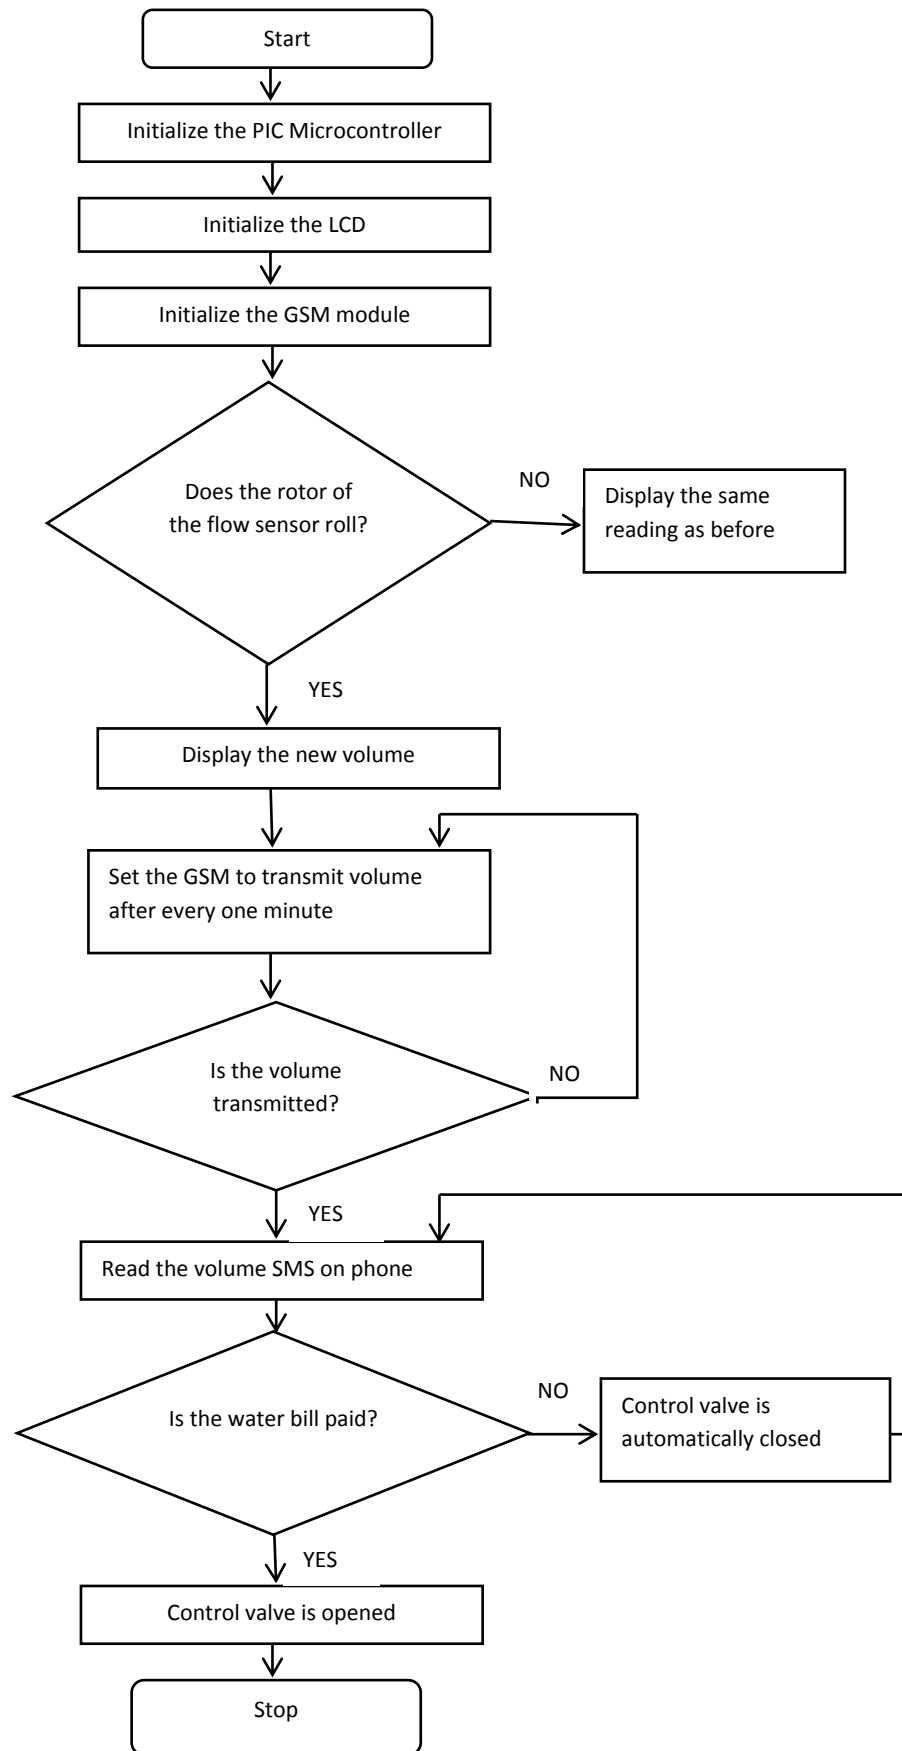 Start
Initialize the PIC Microcontroller
Initialize the LCD
Initialize the GSM module
Does the rotor of
the flow sensor roll?
NO
Display the same
reading as before
YES
Display the new volume
Set the GSM to transmit volume
after every one minute
Is the volume
transmitted?
NO
YES
Read the volume SMS on phone
Is the water bill paid?
NO
Control valve is
automatically closed
YES
Control valve is opened
Stop